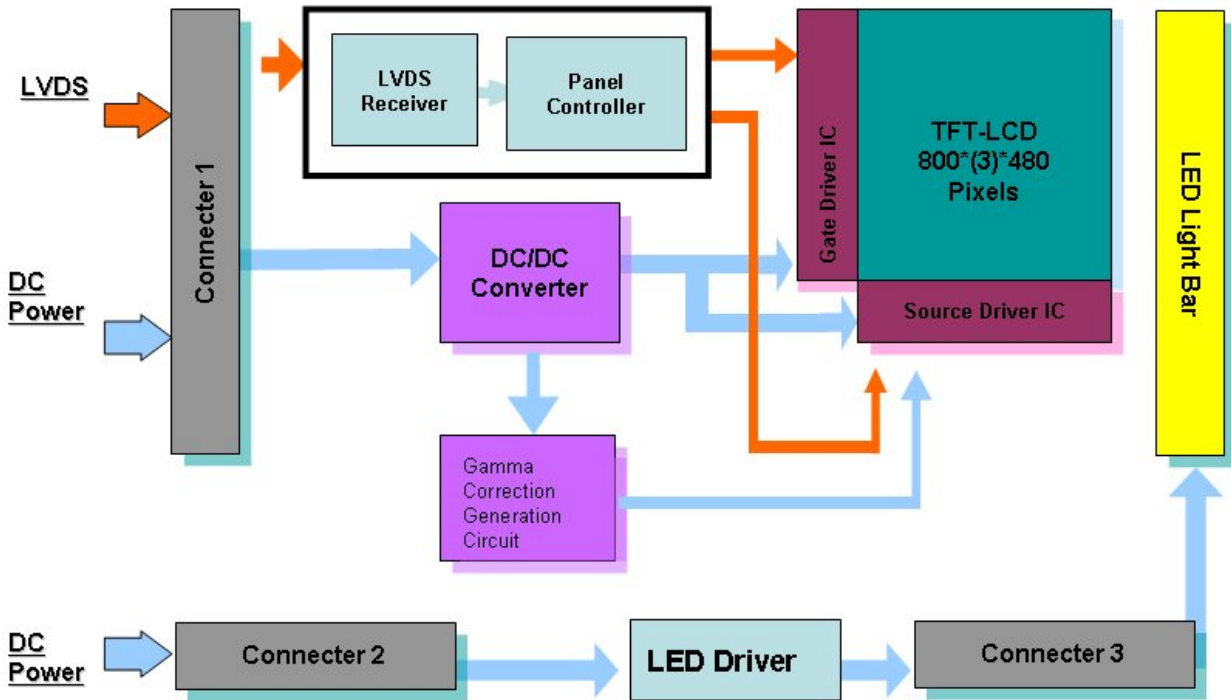 LVDS
DC
Power
Connecter 1
LVDS
Receiver
Panel
Controller
DC/DC
Converter
Gamma
Correction
Generation
Circuit
Gate Driver IC
TFT-LCD
800*(3)*480
Pixels
Source Driver IC
LED Light Bar
DC
Power
Connecter 2
LED Driver
Connecter 3